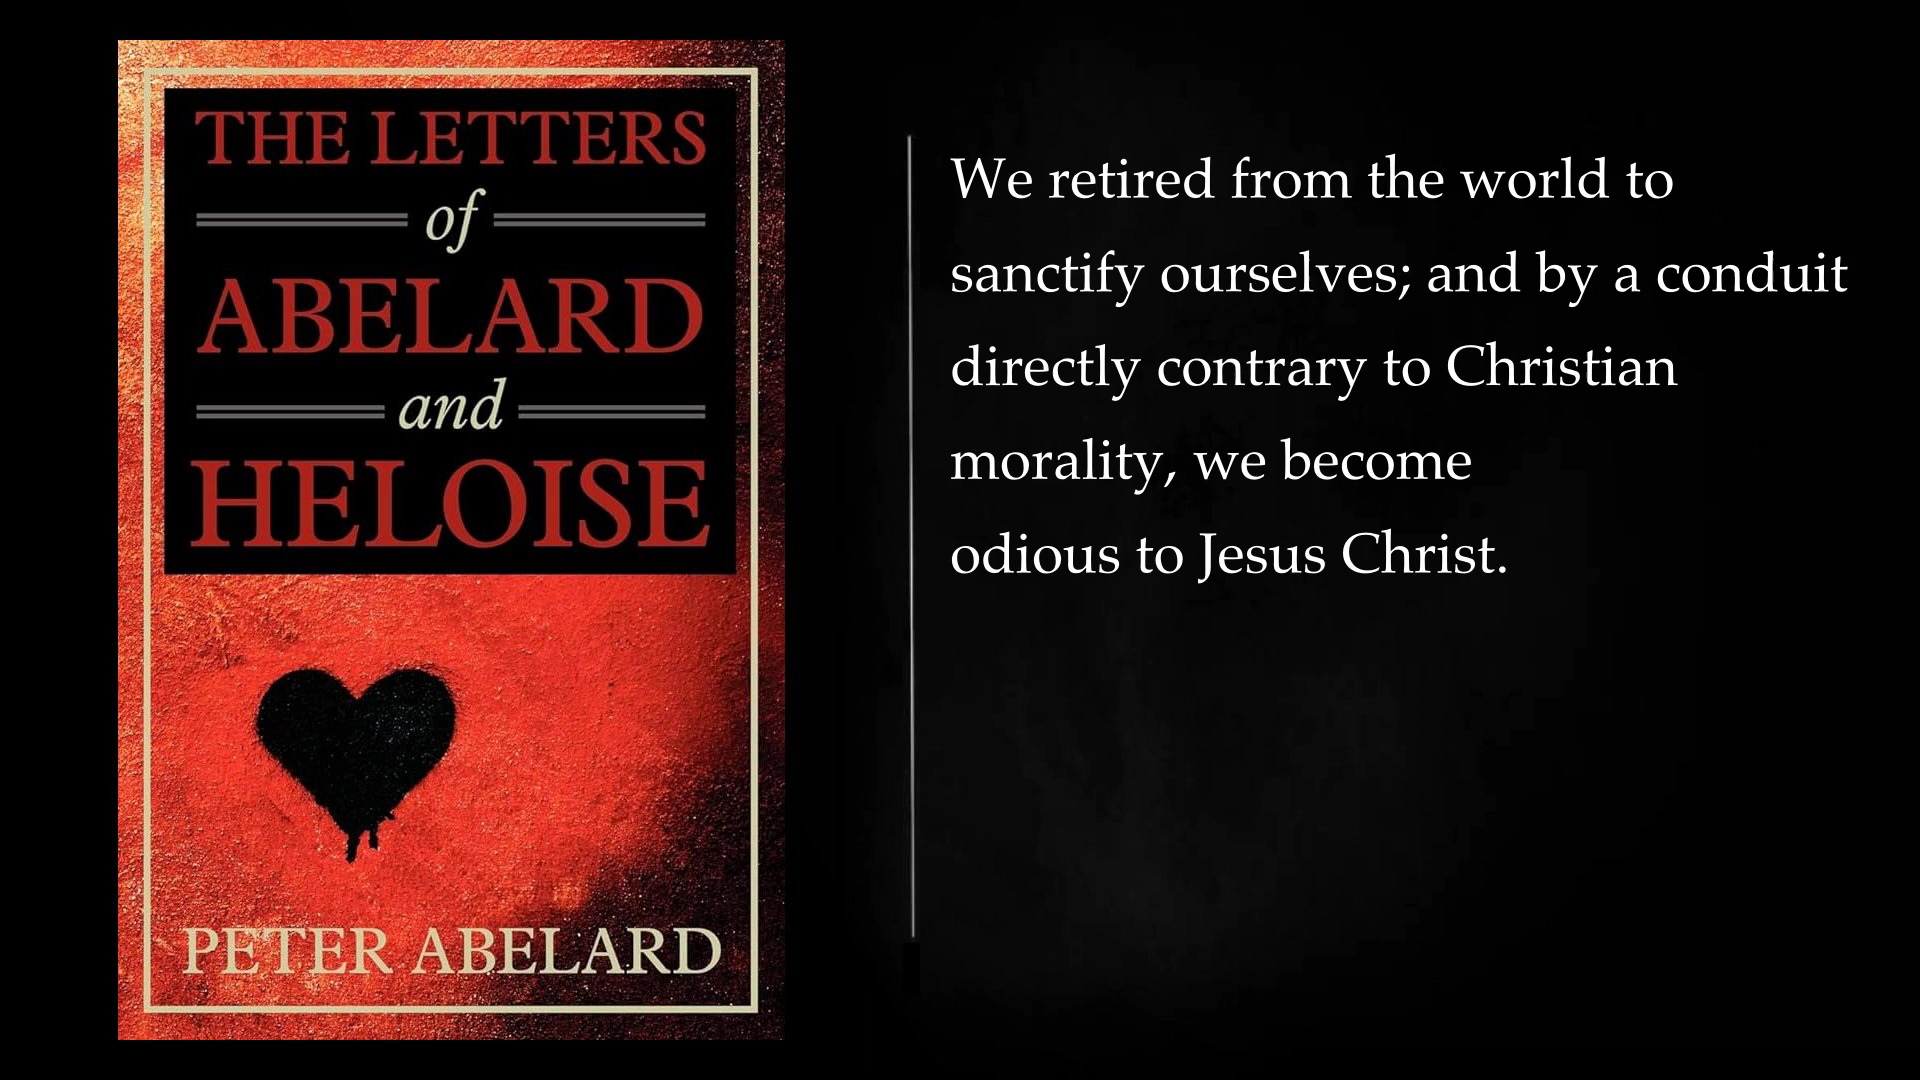 THE LETTERS
of
ABELARD
and
HELOISE
PETER ABELARD
We retired from the world to
sanctify ourselves; and by a conduit
directly contrary to Christian
morality, we become
odious to Jesus Christ.